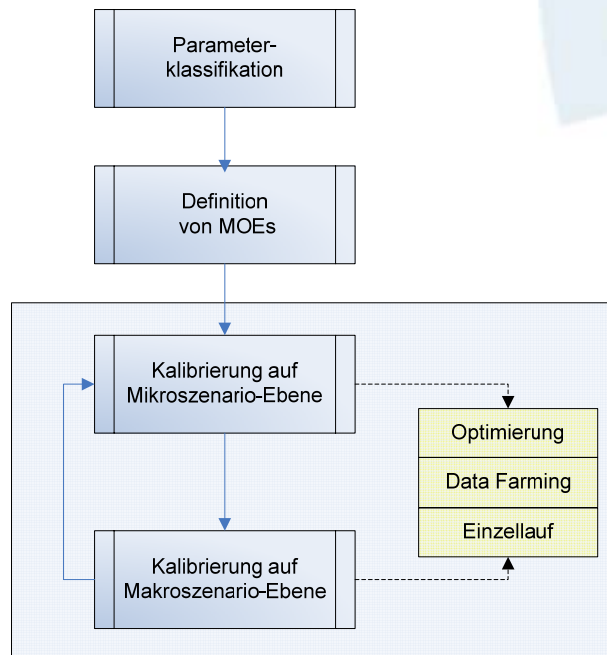 Parameter-
klassifikation
Definition
von MOEs
Kalibrierung auf
Mikroszenario-Ebene
Optimierung
Data Farming
Einzellauf
Kalibrierung auf
Makroszenario-Ebene